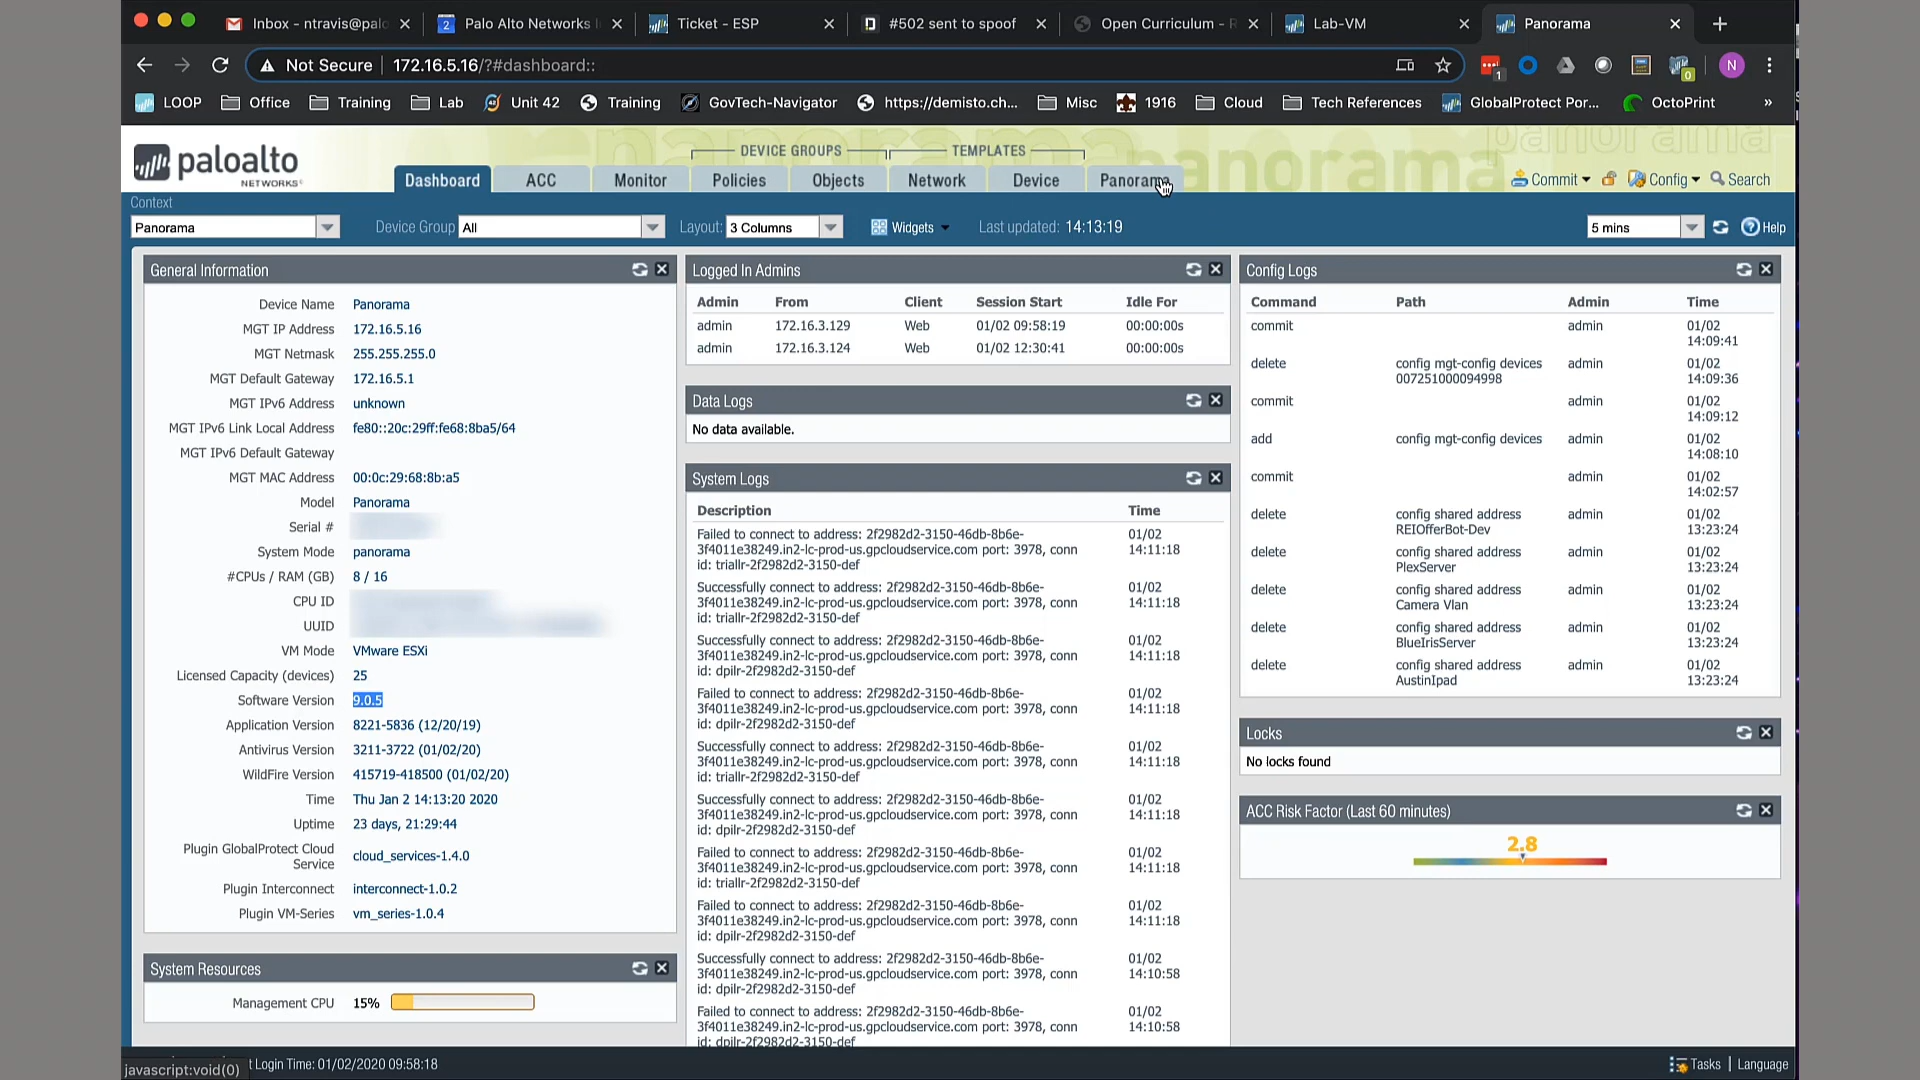 Inbox - ntravis@palo
Palo Alto Networks I
Ticket - ESP
#502 sent to spoof
Open Curriculum - R
Lab-VM
Panorama
Not Secure 172.16.5.16/?#dashboard::
1
0
N
LOOP Office Training Lab Unit 42 Training GovTech-Navigator https://demisto.ch... Misc 1916 Cloud Tech References GlobalProtect Por... OctoPrint »
paloalto
NETWORKS
DEVICE GROUPS TEMPLATES
Dashboard ACC Monitor Policies Objects Network Device Panorama
Commit Config Search
Context
Panorama Device Group All Layout: 3 Columns Widgets Last updated: 14:13:19 5 mins Help
General Information
Device Name Panorama
MGT IP Address 172.16.5.16
MGT Netmask 255.255.255.0
MGT Default Gateway 172.16.5.1
MGT IPv6 Address unknown
MGT IPv6 Link Local Address fe80::20c:29ff:fe68:8ba5/64
MGT IPv6 Default Gateway
MGT MAC Address 00:0c:29:68:8b:a5
Model Panorama
Serial #
System Mode panorama
#CPUs / RAM (GB) 8 / 16
CPU ID
UUID
VM Mode VMware ESXi
Licensed Capacity (devices) 25
Software Version 9.0.5
Application Version 8221-5836 (12/20/19)
Antivirus Version 3211-3722 (01/02/20)
WildFire Version 415719-418500 (01/02/20)
Time Thu Jan 2 14:13:20 2020
Uptime 23 days, 21:29:44
Plugin GlobalProtect Cloud
Service cloud_services-1.4.0
Plugin Interconnect interconnect-1.0.2
Plugin VM-Series vm_series-1.0.4
System Resources
Management CPU 15%
Logged In Admins
Admin From Client Session Start Idle For
admin 172.16.3.129 Web 01/02 09:58:19 00:00:00s
admin 172.16.3.124 Web 01/02 12:30:41 00:00:00s
Data Logs
No data available.
System Logs
Description Time
Failed to connect to address: 2f2982d2-3150-46db-8b6e- 01/02
3f4011e38249.in2-lc-prod-us.gpcloudservice.com port: 3978, conn 14:11:18
id: triallr-2f2982d2-3150-def
Successfully connect to address: 2f2982d2-3150-46db-8b6e- 01/02
3f4011e38249.in2-lc-prod-us.gpcloudservice.com port: 3978, conn 14:11:18
id: triallr-2f2982d2-3150-def
Successfully connect to address: 2f2982d2-3150-46db-8b6e- 01/02
3f4011e38249.in2-lc-prod-us.gpcloudservice.com port: 3978, conn 14:11:18
id: dpilr-2f2982d2-3150-def
Failed to connect to address: 2f2982d2-3150-46db-8b6e- 01/02
3f4011e38249.in2-lc-prod-us.gpcloudservice.com port: 3978, conn 14:11:18
id: dpilr-2f2982d2-3150-def
Successfully connect to address: 2f2982d2-3150-46db-8b6e- 01/02
3f4011e38249.in2-lc-prod-us.gpcloudservice.com port: 3978, conn 14:11:18
id: triallr-2f2982d2-3150-def
Successfully connect to address: 2f2982d2-3150-46db-8b6e- 01/02
3f4011e38249.in2-lc-prod-us.gpcloudservice.com port: 3978, conn 14:11:18
id: dpilr-2f2982d2-3150-def
Failed to connect to address: 2f2982d2-3150-46db-8b6e- 01/02
3f4011e38249.in2-lc-prod-us.gpcloudservice.com port: 3978, conn 14:11:18
id: triallr-2f2982d2-3150-def
Failed to connect to address: 2f2982d2-3150-46db-8b6e- 01/02
3f4011e38249.in2-lc-prod-us.gpcloudservice.com port: 3978, conn 14:11:18
id: dpilr-2f2982d2-3150-def
Successfully connect to address: 2f2982d2-3150-46db-8b6e- 01/02
3f4011e38249.in2-lc-prod-us.gpcloudservice.com port: 3978, conn 14:10:58
id: dpilr-2f2982d2-3150-def
Failed to connect to address: 2f2982d2-3150-46db-8b6e- 01/02
3f4011e38249.in2-lc-prod-us.gpcloudservice.com port: 3978, conn 14:10:58
id: dpilr-2f2982d2-3150-def
Config Logs
Command Path Admin Time
commit admin 01/02
14:09:41
delete config mgt-config devices admin 01/02
007251000094998 14:09:36
commit admin 01/02
14:09:12
add config mgt-config devices admin 01/02
14:08:10
commit admin 01/02
14:02:57
delete config shared address admin 01/02
REIOfferBot-Dev 13:23:24
delete config shared address admin 01/02
PlexServer 13:23:24
delete config shared address admin 01/02
Camera Vlan 13:23:24
delete config shared address admin 01/02
BlueIrisServer 13:23:24
delete config shared address admin 01/02
AustinIpad 13:23:24
Locks
No locks found
ACC Risk Factor (Last 60 minutes)
2.8
javascript:void(0) t Login Time: 01/02/2020 09:58:18 Tasks | Language